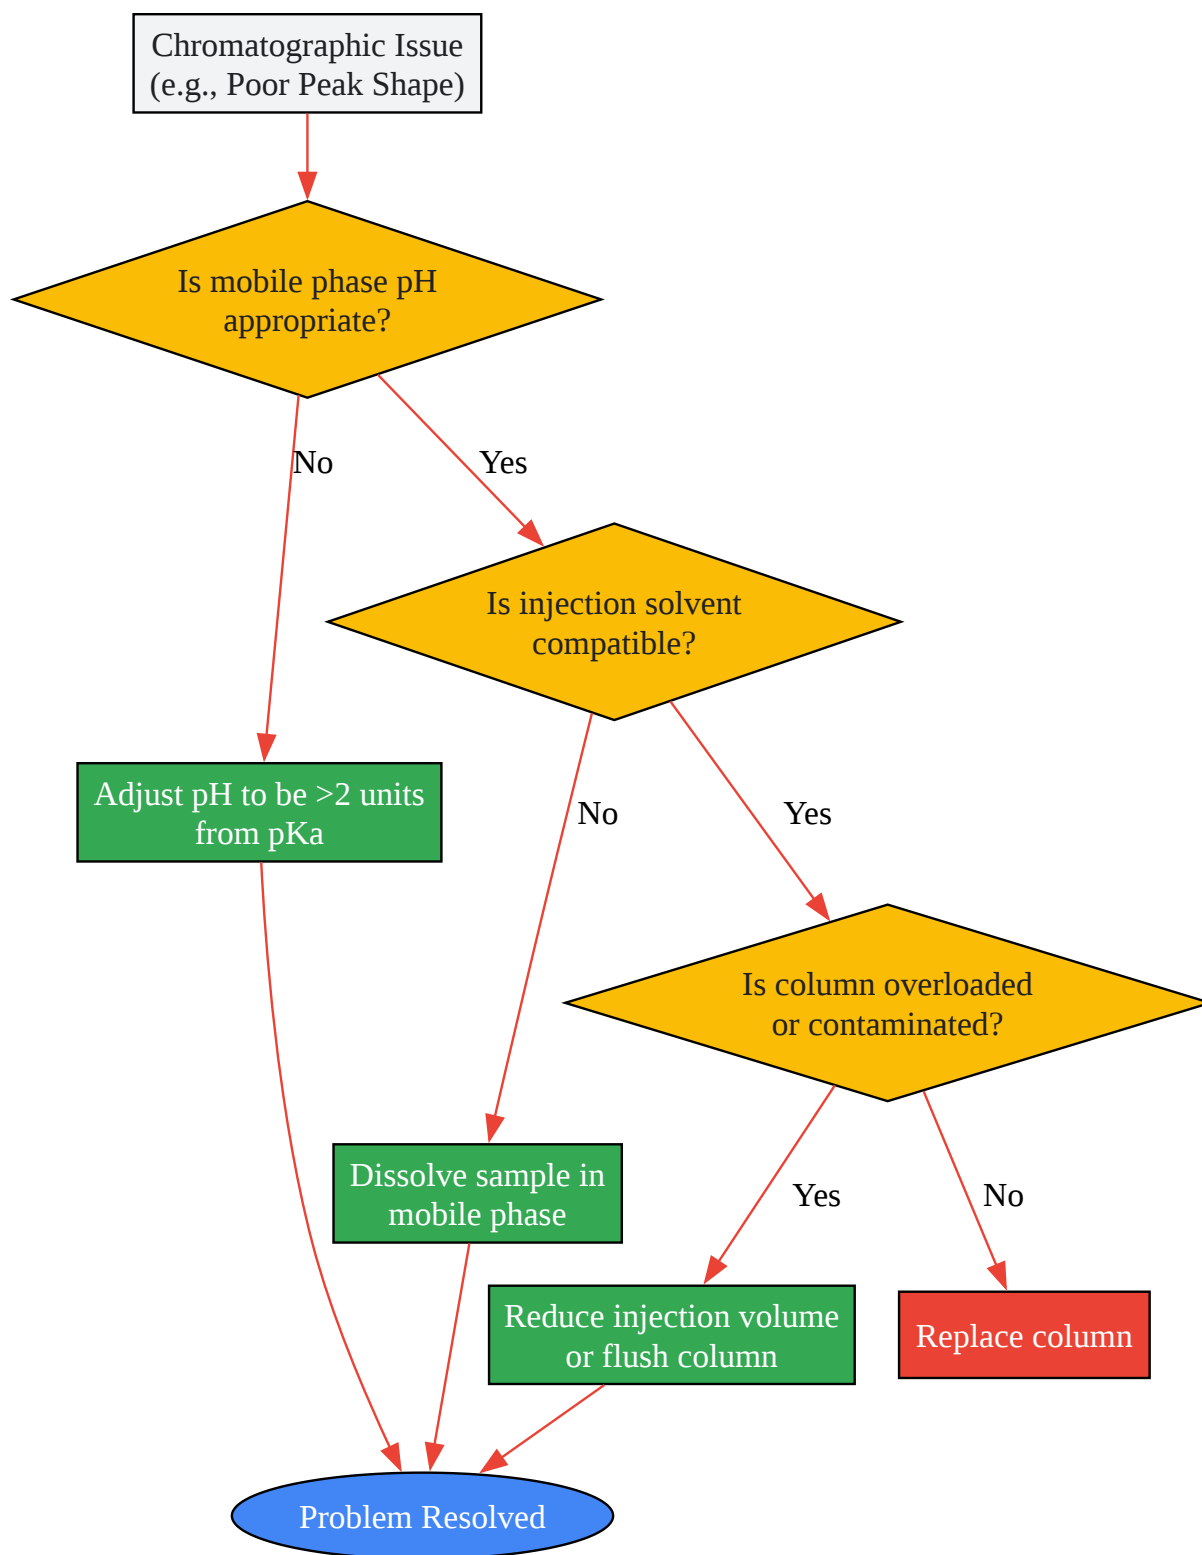 Chromatographic Issue
(e.g., Poor Peak Shape)
Is mobile phase pH
appropriate?
No
Yes
Is injection solvent
compatible?
Adjust pH to be >2 units
from pKa
No
Yes
Is column overloaded
or contaminated?
Dissolve sample in
mobile phase
Yes
No
Reduce injection volume
or flush column
Replace column
Problem Resolved